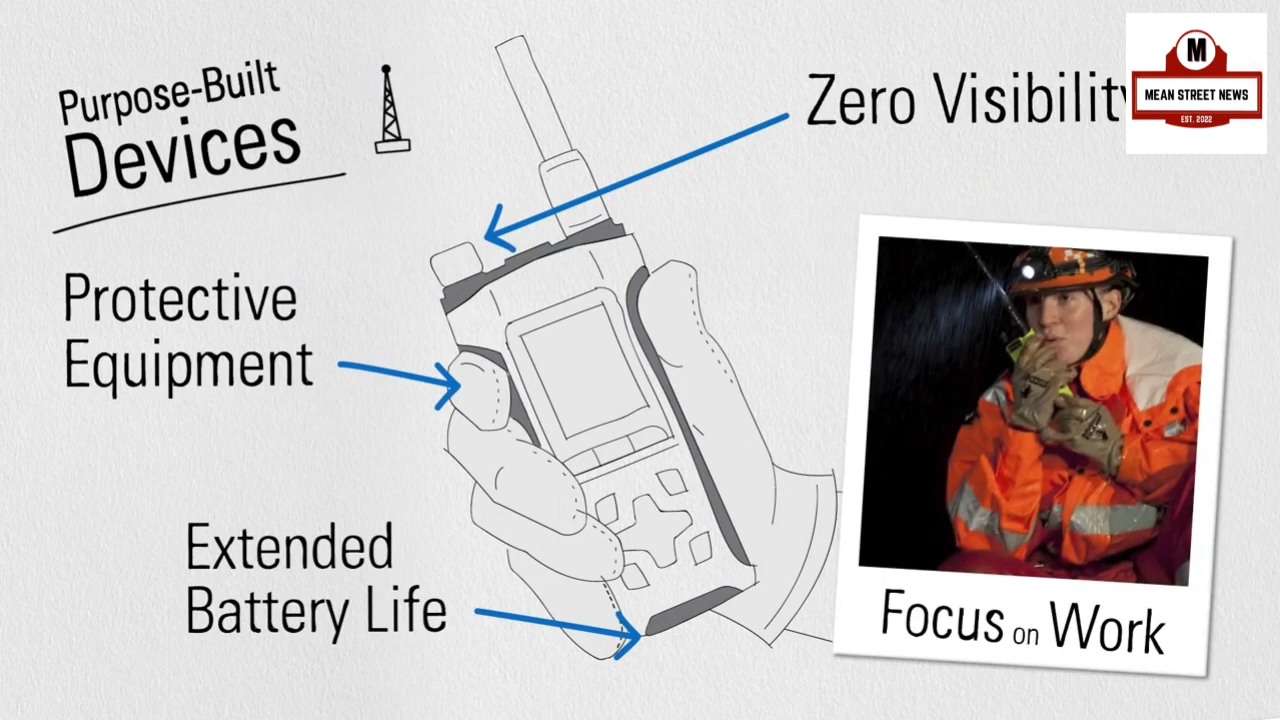 Purpose-Built
Devices
Zero Visibility
M
MEAN STREET NEWS
EST. 2022
Protective
Equipment
Extended
Battery Life
Focus on Work